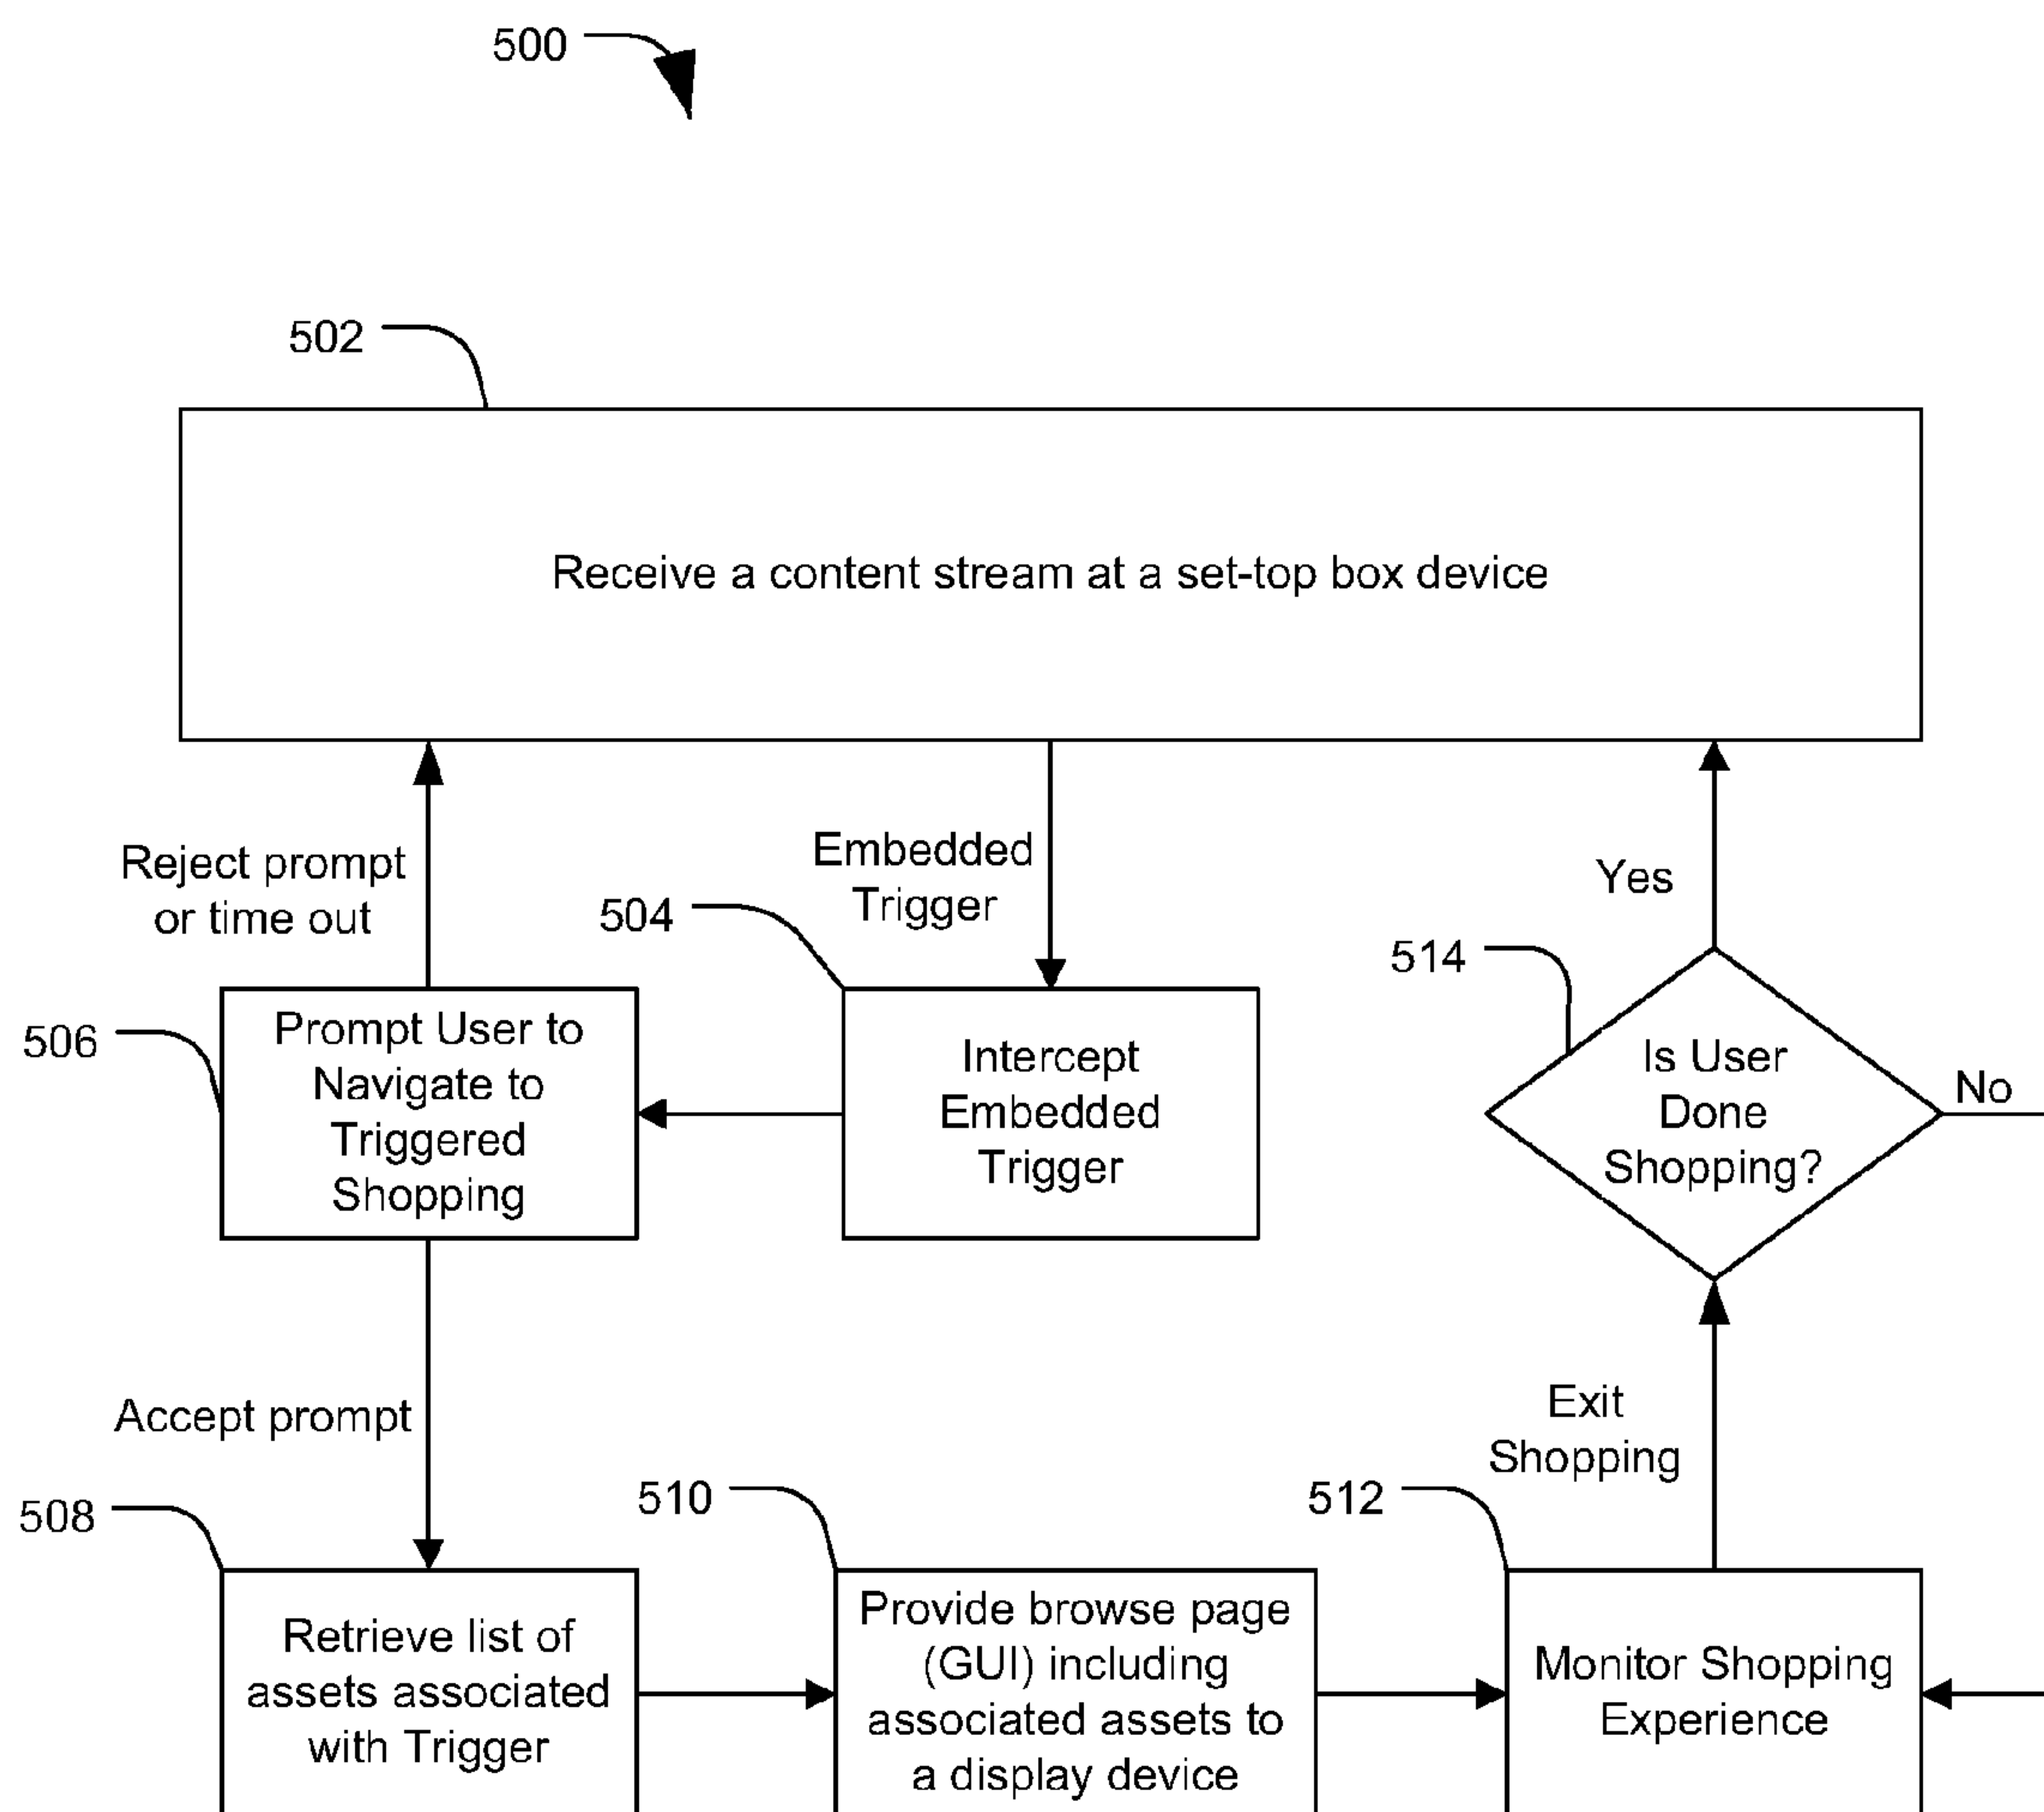 500
502
Receive a content stream at a set-top box device
Reject prompt
or time out
Embedded
Trigger
Yes
504
514
506
Prompt User to
Navigate to
Triggered
Shopping
Intercept
Embedded
Trigger
Is User
Done
Shopping?
No
Accept prompt
Exit
Shopping
508
510
512
Retrieve list of
assets associated
with Trigger
Provide browse page
(GUI) including
associated assets to
a display device
Monitor Shopping
Experience